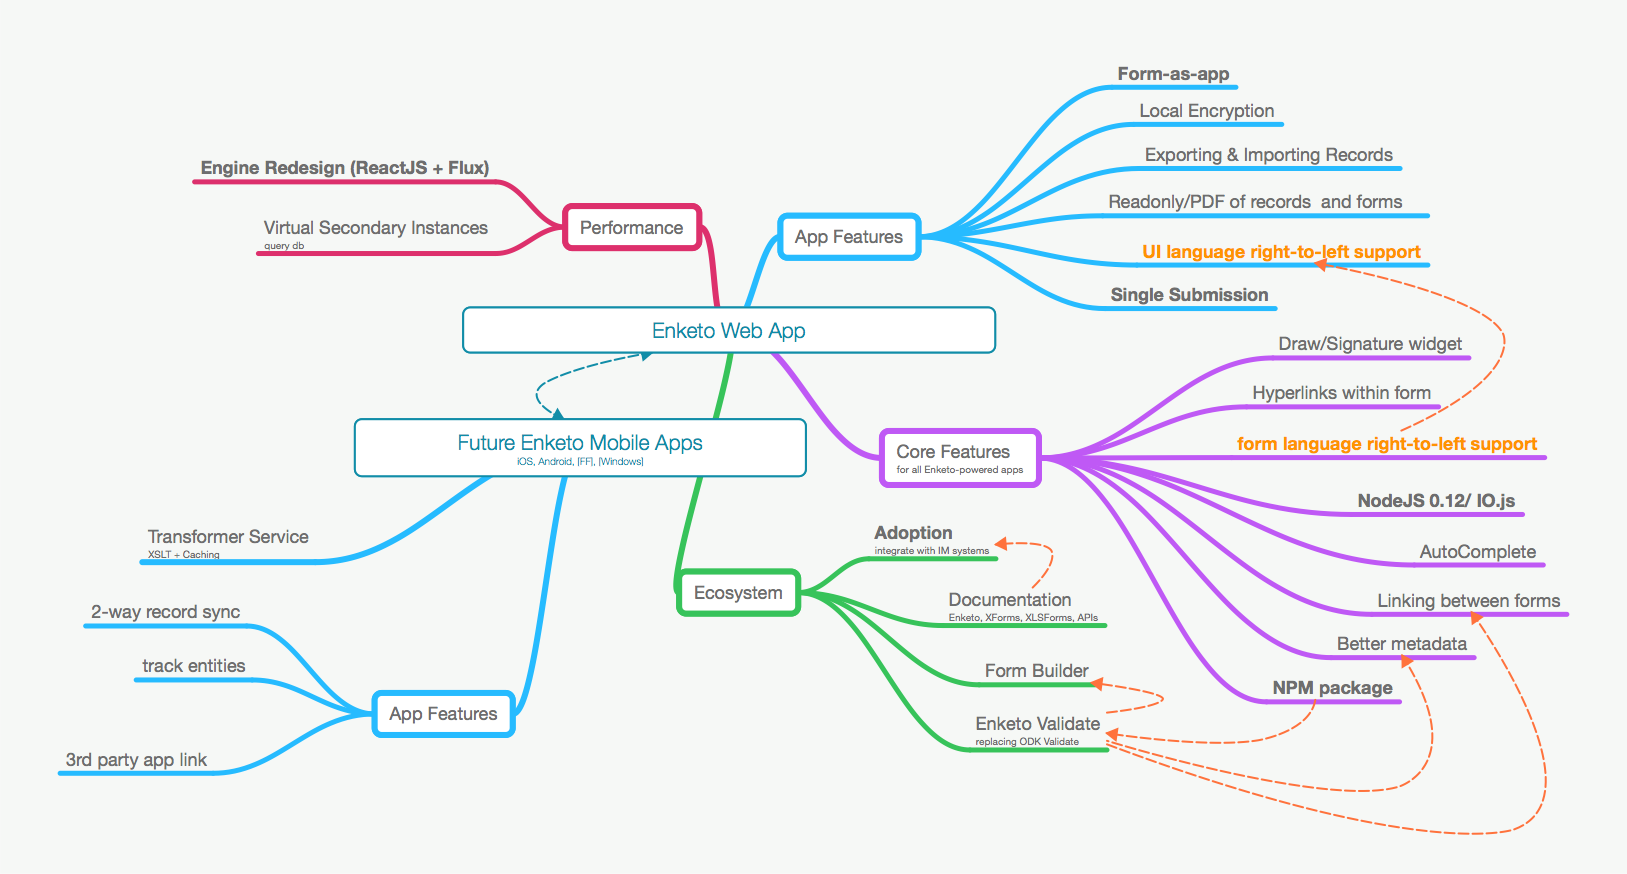 Form-as-app
Local Encryption
Exporting & Importing Records
Readonly/PDF of records and forms
UI language right-to-left support
Single Submission
App Features
Engine Redesign (ReactJS + Flux)
Virtual Secondary Instances
query db
Performance
Enketo Web App
Future Enketo Mobile Apps
iOS, Android, [FF], [Windows]
Draw/Signature widget
Hyperlinks within form
form language right-to-left support
NodeJS 0.12/ IO.js
AutoComplete
Linking between forms
Better metadata
NPM package
Core Features
for all Enketo-powered apps
Adoption
integrate with IM systems
Documentation
Enketo, XForms, XLSForms, APIs
Form Builder
Enketo Validate
replacing ODK Validate
Ecosystem
Transformer Service
XSLT + Caching
2-way record sync
track entities
3rd party app link
App Features